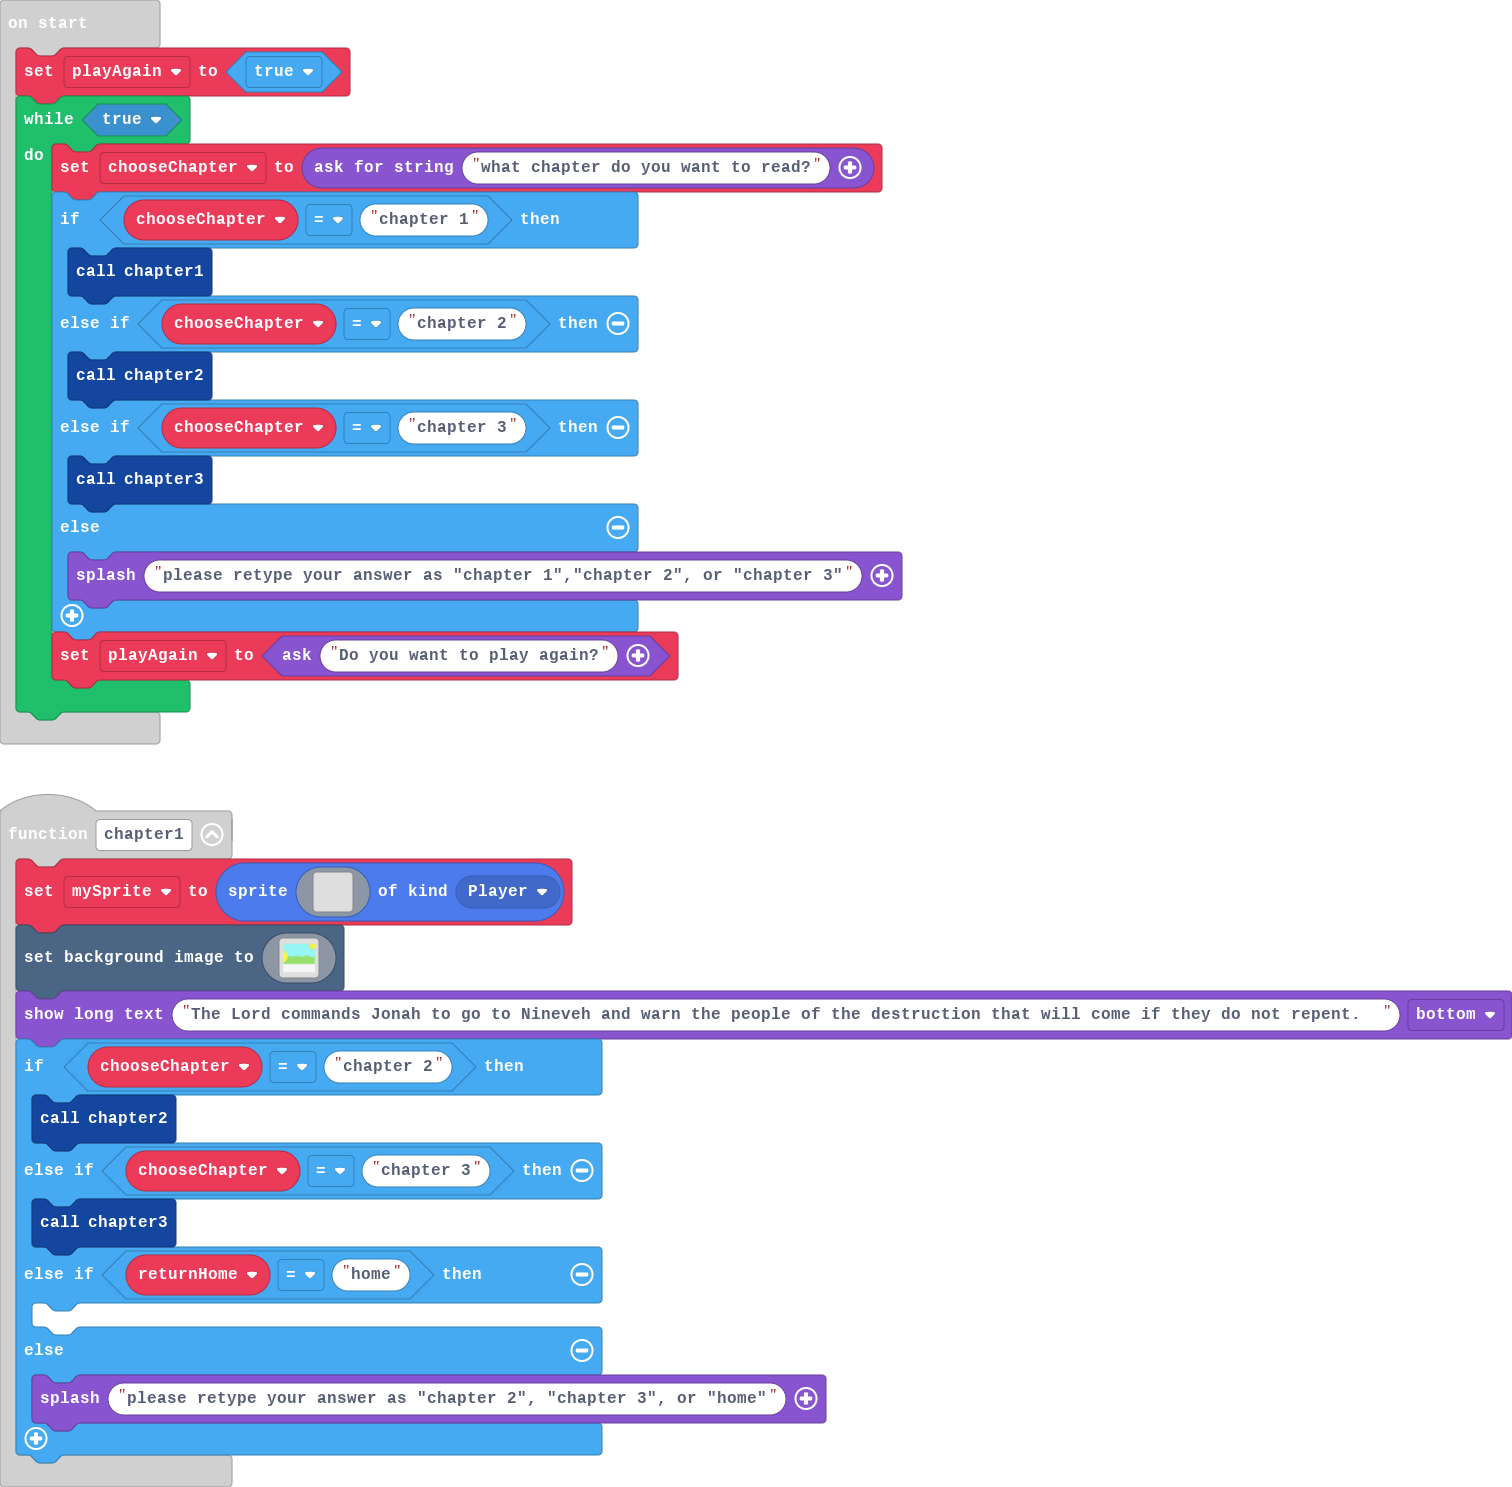 on start
set playAgain to true
while true
do set chooseChapter to ask for string "what chapter do you want to read?"
if chooseChapter = "chapter 1" then
call chapter1
else if chooseChapter = "chapter 2" then
call chapter2
else if chooseChapter = "chapter 3" then
call chapter3
else
splash "please retype your answer as "chapter 1","chapter 2", or "chapter 3""
set playAgain to ask "Do you want to play again?"
function chapter1
set mySprite to sprite of kind Player
set background image to
show long text "The Lord commands Jonah to go to Nineveh and warn the people of the destruction that will come if they do not repent. " bottom
if chooseChapter = "chapter 2" then
call chapter2
else if chooseChapter = "chapter 3" then
call chapter3
else if returnHome = "home" then
else
splash "please retype your answer as "chapter 2", "chapter 3", or "home""